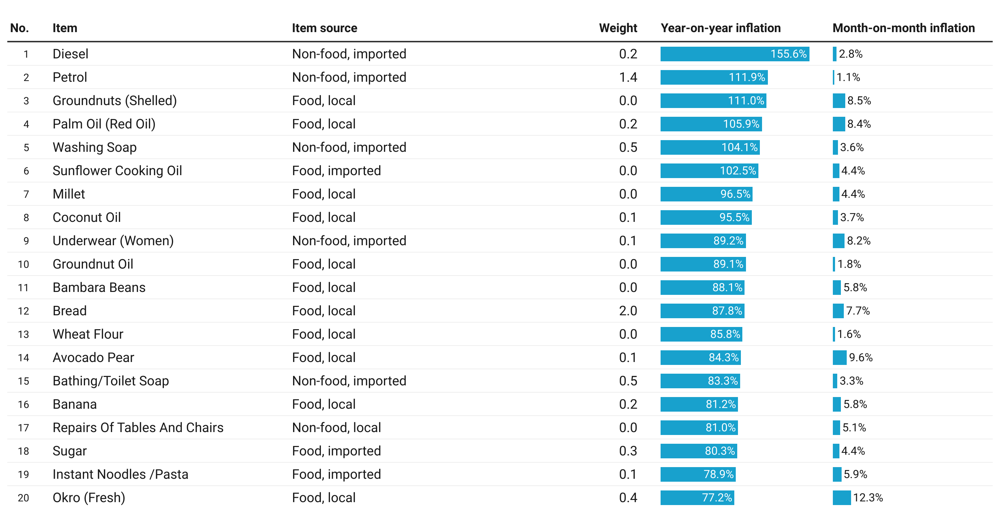 No. Item Item source Weight Year-on-year inflation Month-on-month inflation
1 Diesel Non-food, imported 0.2 155.6% 2.8%
2 Petrol Non-food, imported 1.4 111.9% 1.1%
3 Groundnuts (Shelled) Food, local 0.0 111.0% 8.5%
4 Palm Oil (Red Oil) Food, local 0.2 105.9% 8.4%
5 Washing Soap Non-food, imported 0.5 104.1% 3.6%
6 Sunflower Cooking Oil Food, imported 0.0 102.5% 4.4%
7 Millet Food, local 0.0 96.5% 4.4%
8 Coconut Oil Food, local 0.1 95.5% 3.7%
9 Underwear (Women) Non-food, imported 0.1 89.2% 8.2%
10 Groundnut Oil Food, local 0.0 89.1% 1.8%
11 Bambara Beans Food, local 0.0 88.1% 5.8%
12 Bread Food, local 2.0 87.8% 7.7%
13 Wheat Flour Food, local 0.0 85.8% 1.6%
14 Avocado Pear Food, local 0.1 84.3% 9.6%
15 Bathing/Toilet Soap Non-food, imported 0.5 83.3% 3.3%
16 Banana Food, local 0.2 81.2% 5.8%
17 Repairs Of Tables And Chairs Non-food, local 0.0 81.0% 5.1%
18 Sugar Food, imported 0.3 80.3% 4.4%
19 Instant Noodles /Pasta Food, imported 0.1 78.9% 5.9%
20 Okro (Fresh) Food, local 0.4 77.2% 12.3%